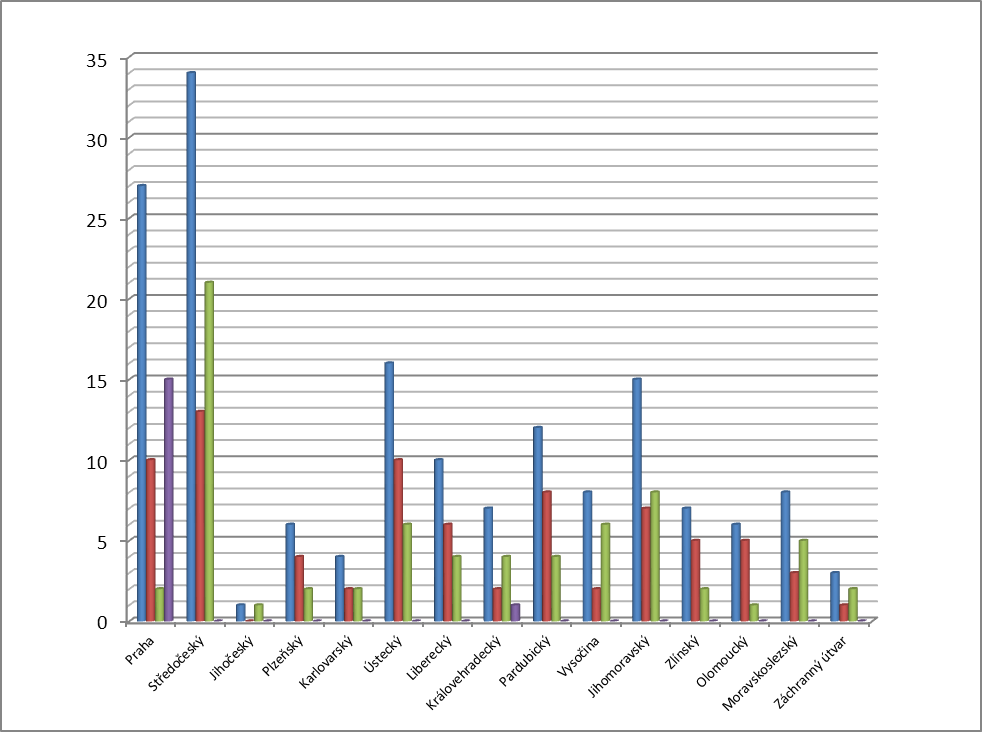 35
30
25
20
15
10
5
0
Praha
Středočeský
Jihočeský
Plzeňský
Karlovarský
Ústecký
Liberecký
Královehradecký
Pardubický
Vysočina
Jihomoravský
Zlínský
Olomoucký
Moravskoslezský
Záchranný útvar